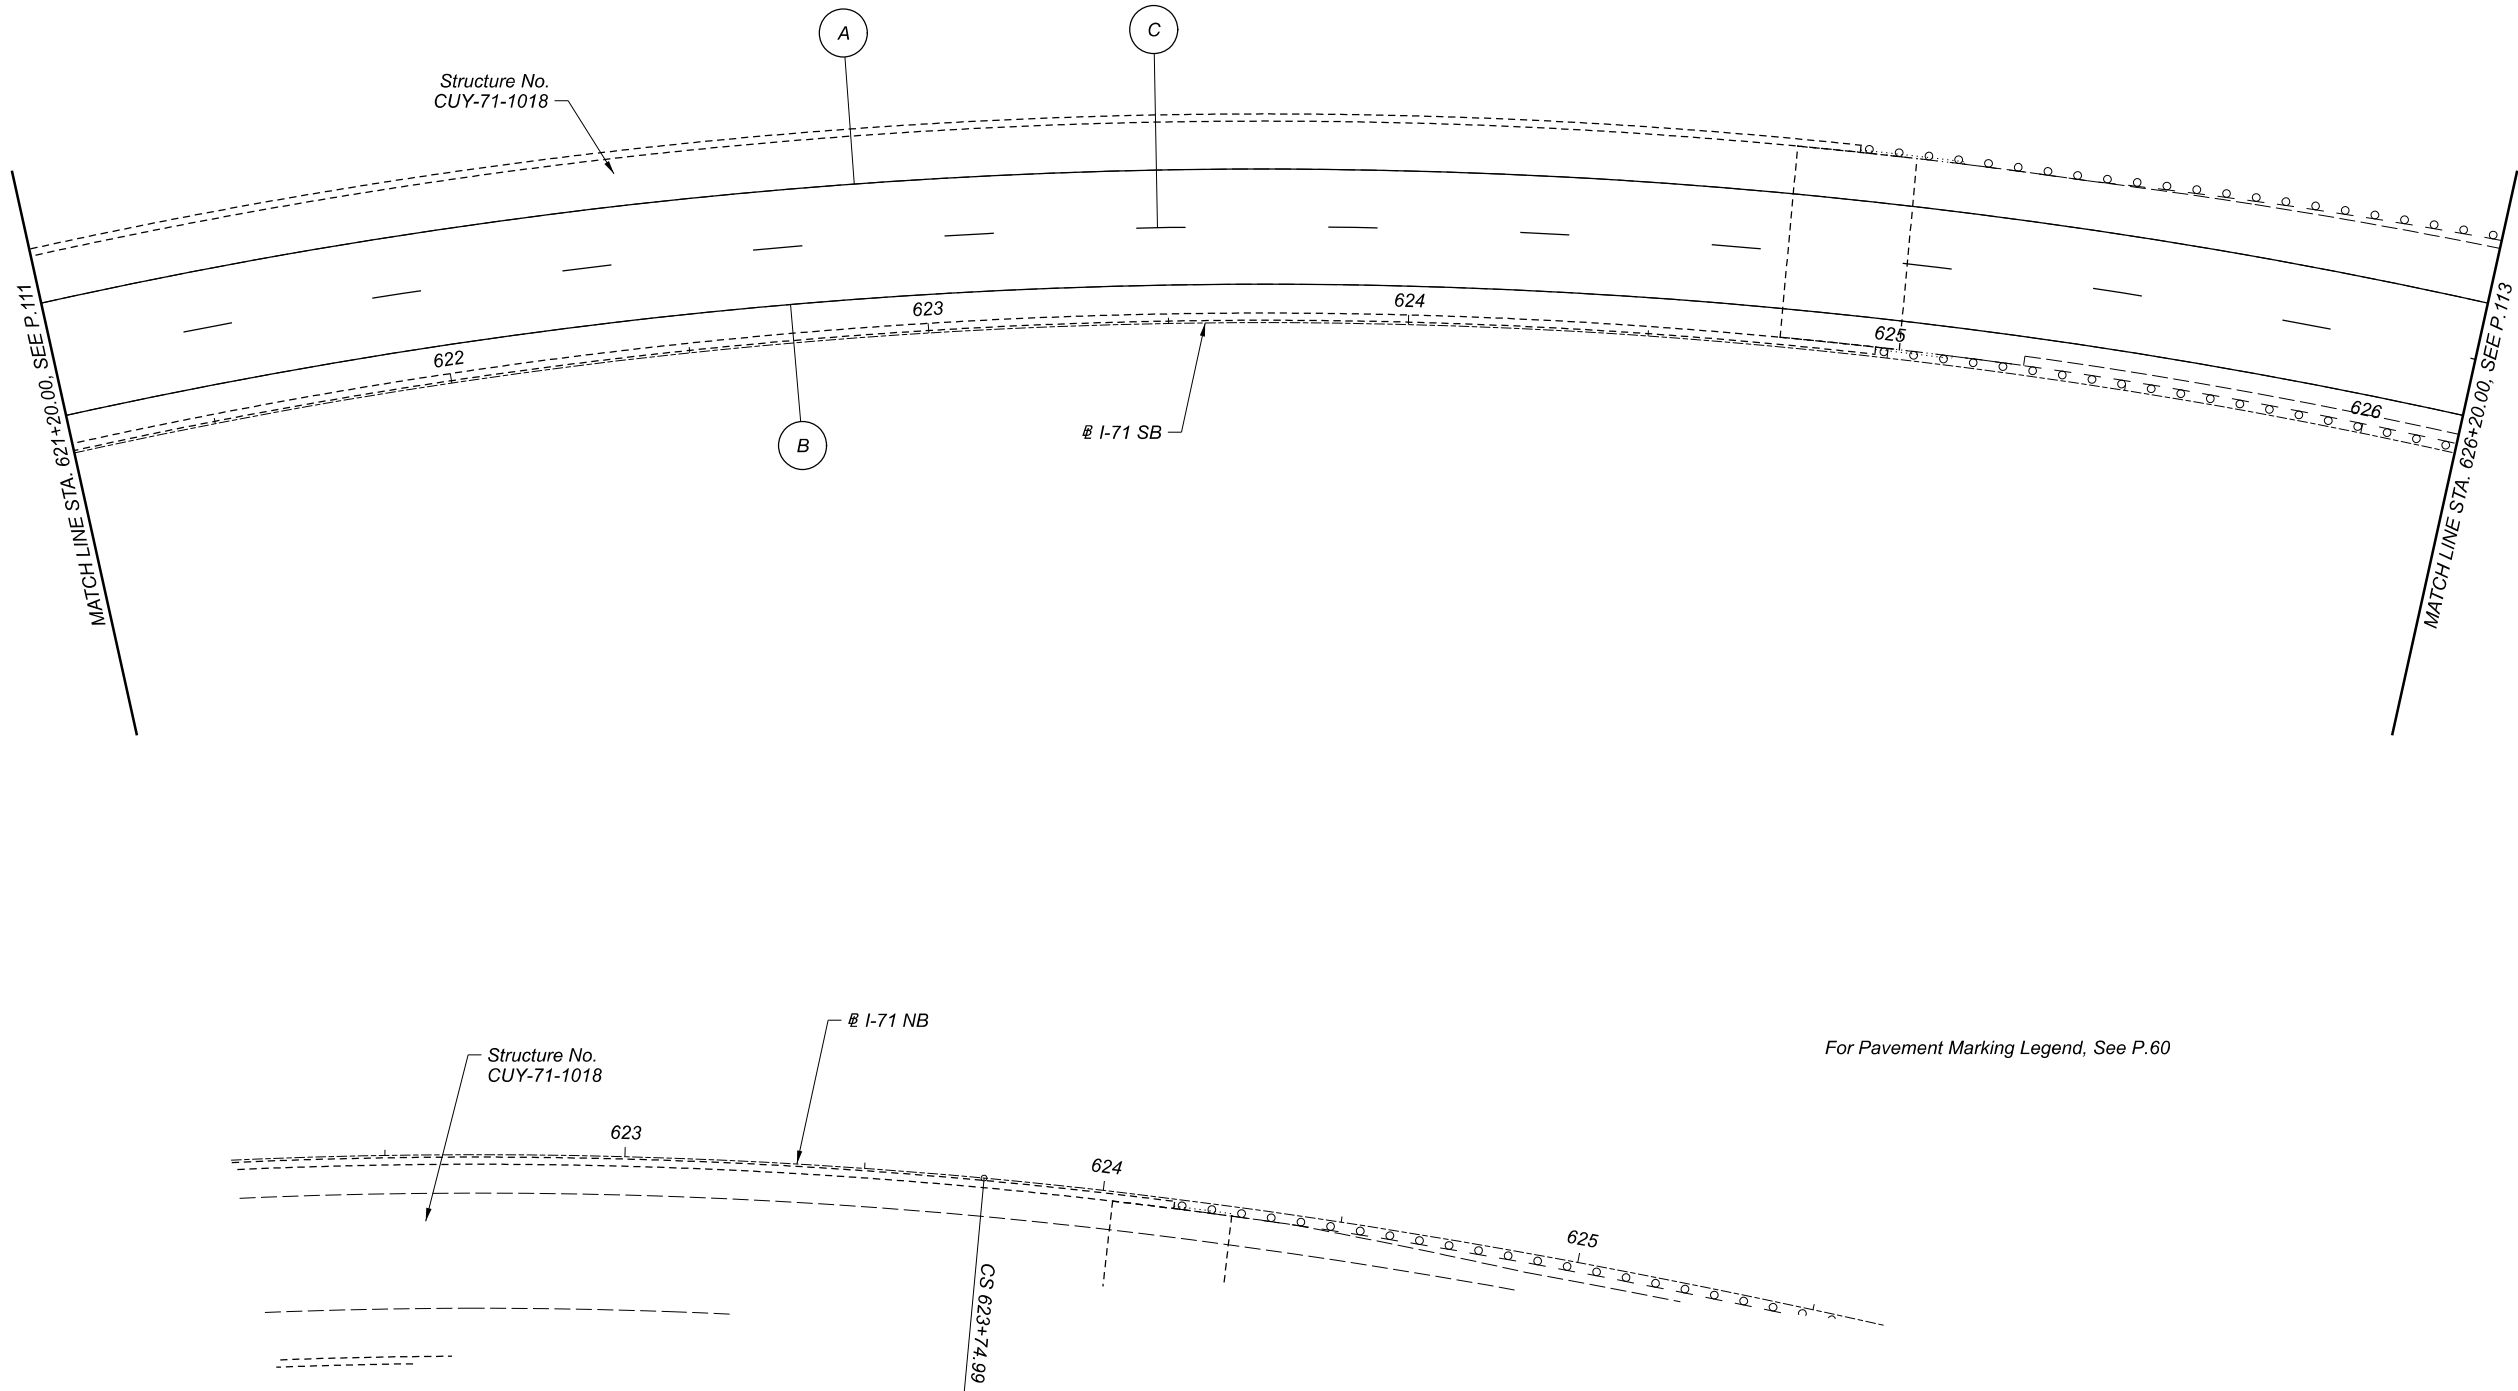 A
C
Structure No.
CUY-71-1018
MATCH LINE STA. 621+20.00, SEE P.111
622
623
624
625
626
MATCH LINE STA. 626+20.00, SEE P.113
B
℄ I-71 SB
℄ I-71 NB
For Pavement Marking Legend, See P.60
Structure No.
CUY-71-1018
623
624
625
CS 623+74.99